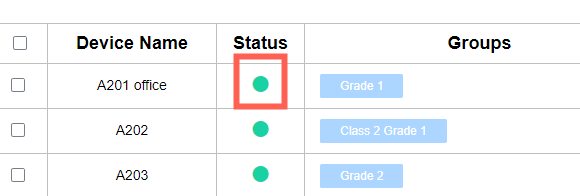 Device Name Status Groups
A201 office Grade 1
A202 Class 2 Grade 1
A203 Grade 2